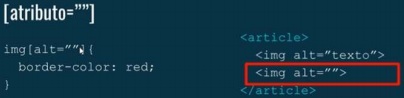 [atributo=””]
img[alt=””]{
  border-color: red;
}
<article>
  <img alt=”texto”>
  <img alt=””>
</article>